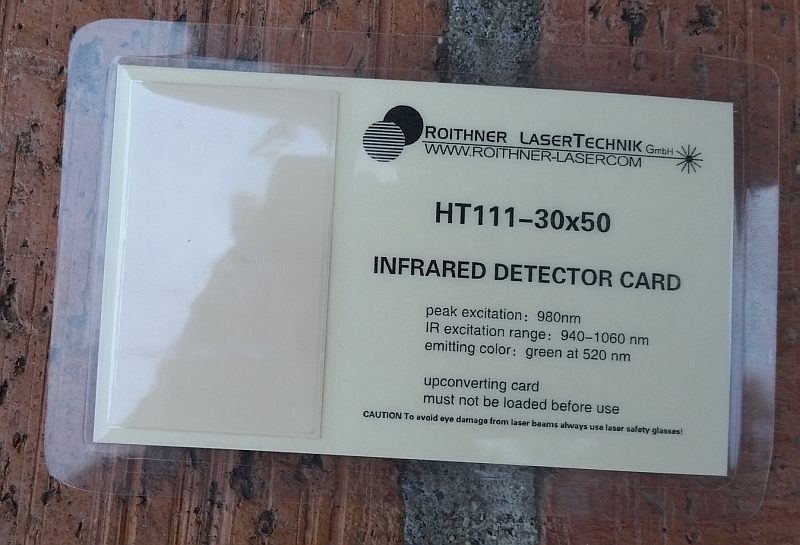 ROITHNER LASERTECHNIK GmbH
WWW.ROITHNER-LASER.COM
HT111-30x50
INFRARED DETECTOR CARD
peak excitation: 980nm
IR excitation range: 940-1060 nm
emitting color: green at 520 nm
upconverting card
must not be loaded before use
CAUTION To avoid eye damage from laser beams always use laser safety glasses!